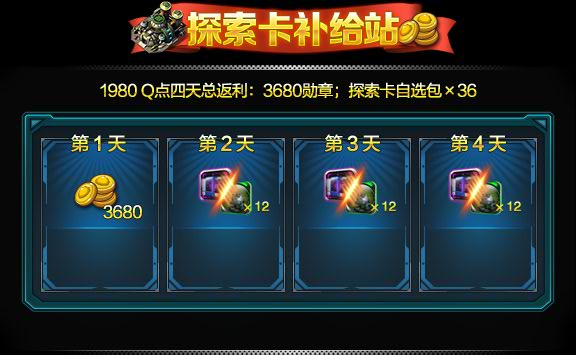 探索卡补给站
1980 Q点四天总返利：3680勋章；探索卡自选包×36
第1天 第2天 第3天 第4天
3680 ×12 ×12 ×12